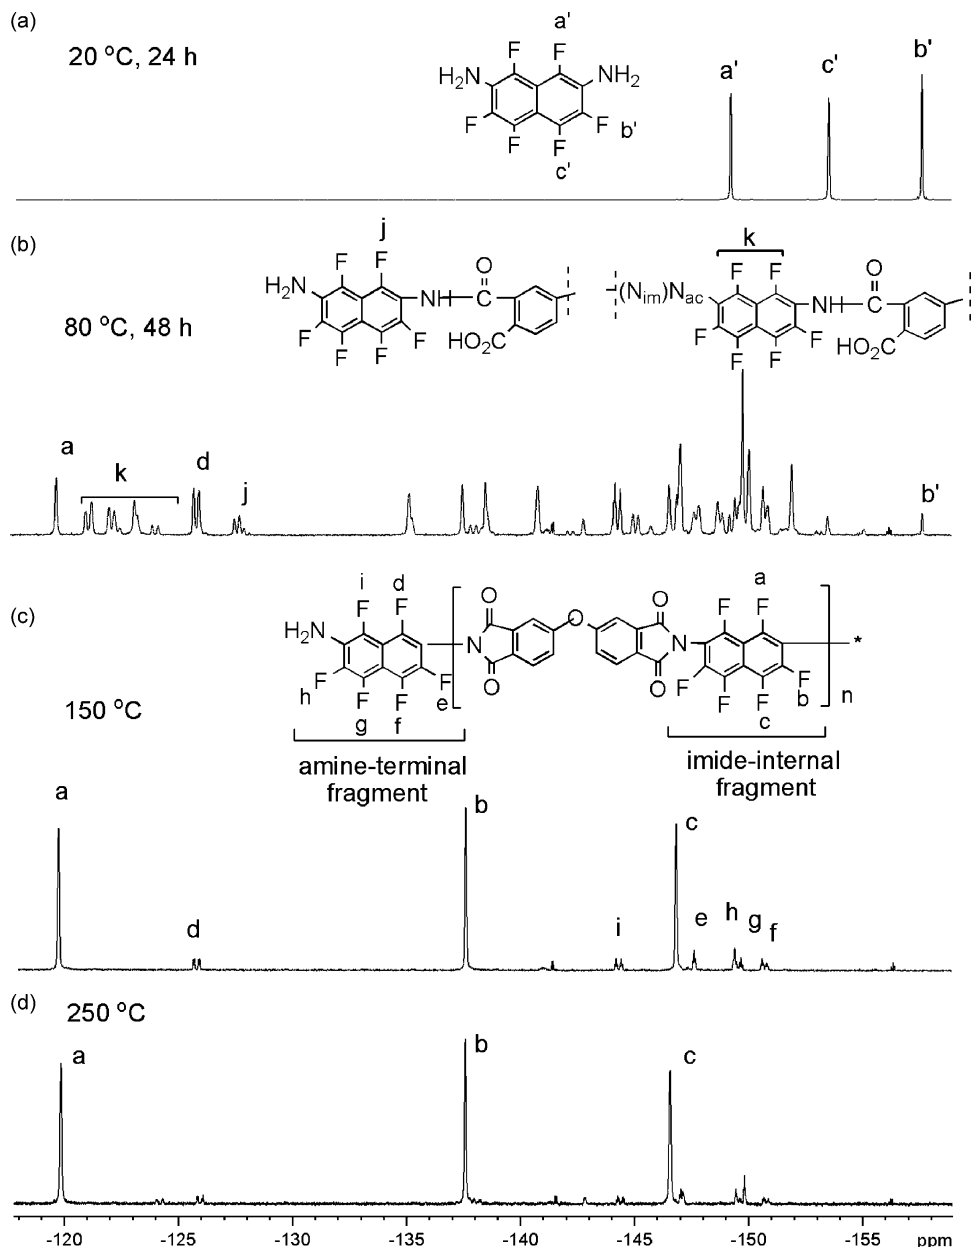 (a)
20 °C, 24 h
a'
F F
H2N NH2
F F
F F
b'
c'
a' c' b'
(b)
80 °C, 48 h
j
F F
H2N
NH
O
C
F F
F F
HO2C
k
(Nim)Nac
F F
NH
O
C
F F
F F
HO2C
a k d j b'
(c)
150 °C
i d a
F F O O O F F
H2N
N N *
F F F F
F F O O F F
h g f e c b n
amine-terminal
fragment
imide-internal
fragment
a d b i c e h g f
(d)
250 °C
a b c
-120 -125 -130 -135 -140 -145 -150 -155 ppm